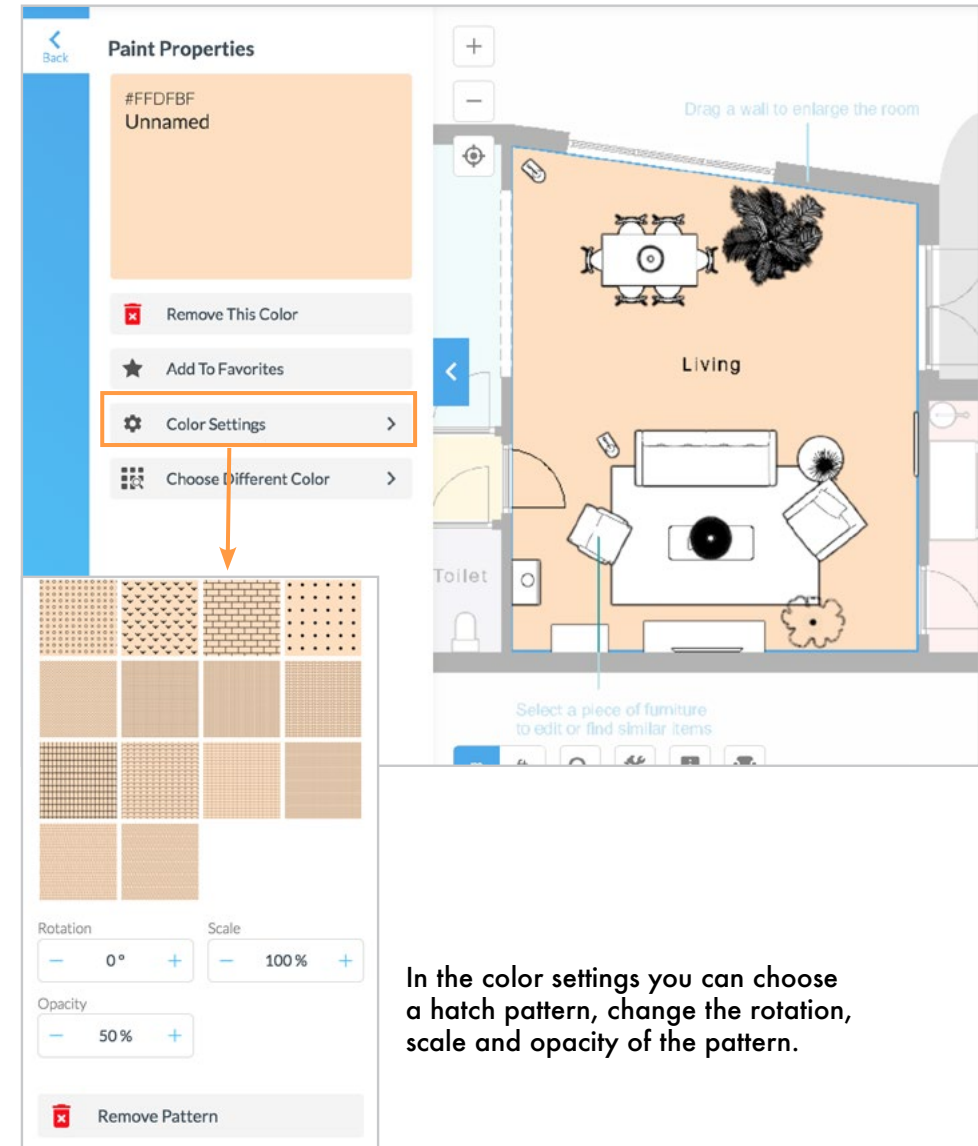 Back
Paint Properties
#FFDFBF
Unnamed
Remove This Color
Add To Favorites
Color Settings
Choose Different Color
Drag a wall to enlarge the room
Living
Toilet
Select a piece of furniture
to edit or find similar items
Rotation
Scale
0°
100 %
Opacity
50 %
Remove Pattern
In the color settings you can choose
a hatch pattern, change the rotation,
scale and opacity of the pattern.